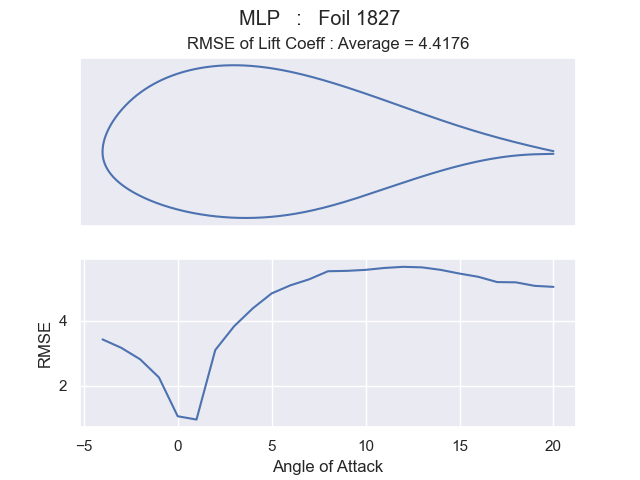 MLP : Foil 1827
RMSE of Lift Coeff : Average = 4.4176
RMSE
4
2
−5 0 5 10 15 20
Angle of Attack